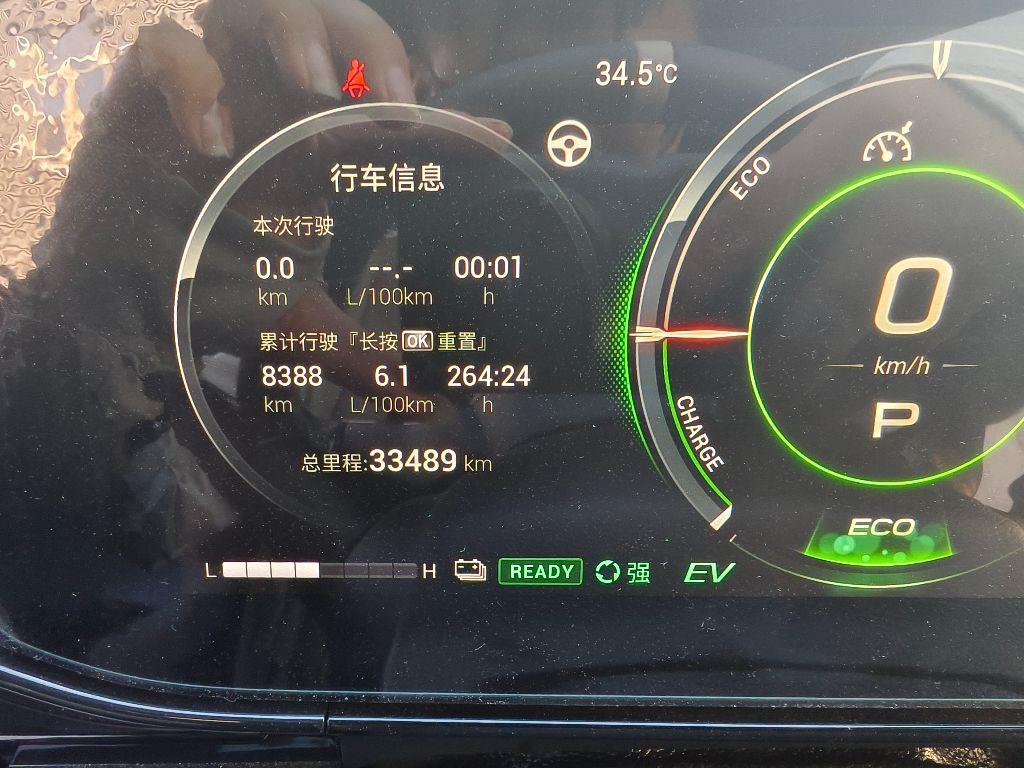 34.5℃
行车信息
本次行驶
0.0 --.- 00:01
km L/100km h
累计行驶『长按OK重置』
8388 6.1 264:24
km L/100km h
总里程:33489 km
L H READY 强 EV
ECO
CHARGE
0
km/h
P
ECO